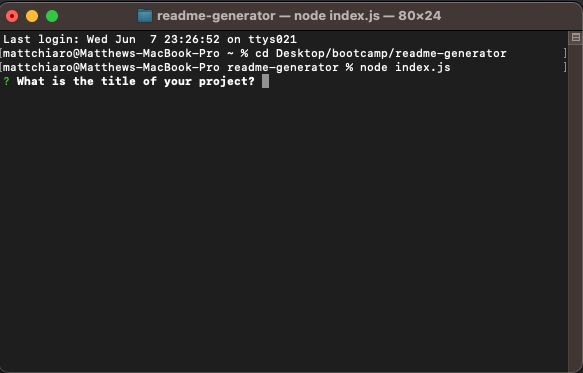 readme-generator — node index.js — 80×24
Last login: Wed Jun  7 23:26:52 on ttys021
[mattchiaro@Matthews-MacBook-Pro ~ % cd Desktop/bootcamp/readme-generator ]
[mattchiaro@Matthews-MacBook-Pro readme-generator % node index.js ]
? What is the title of your project?